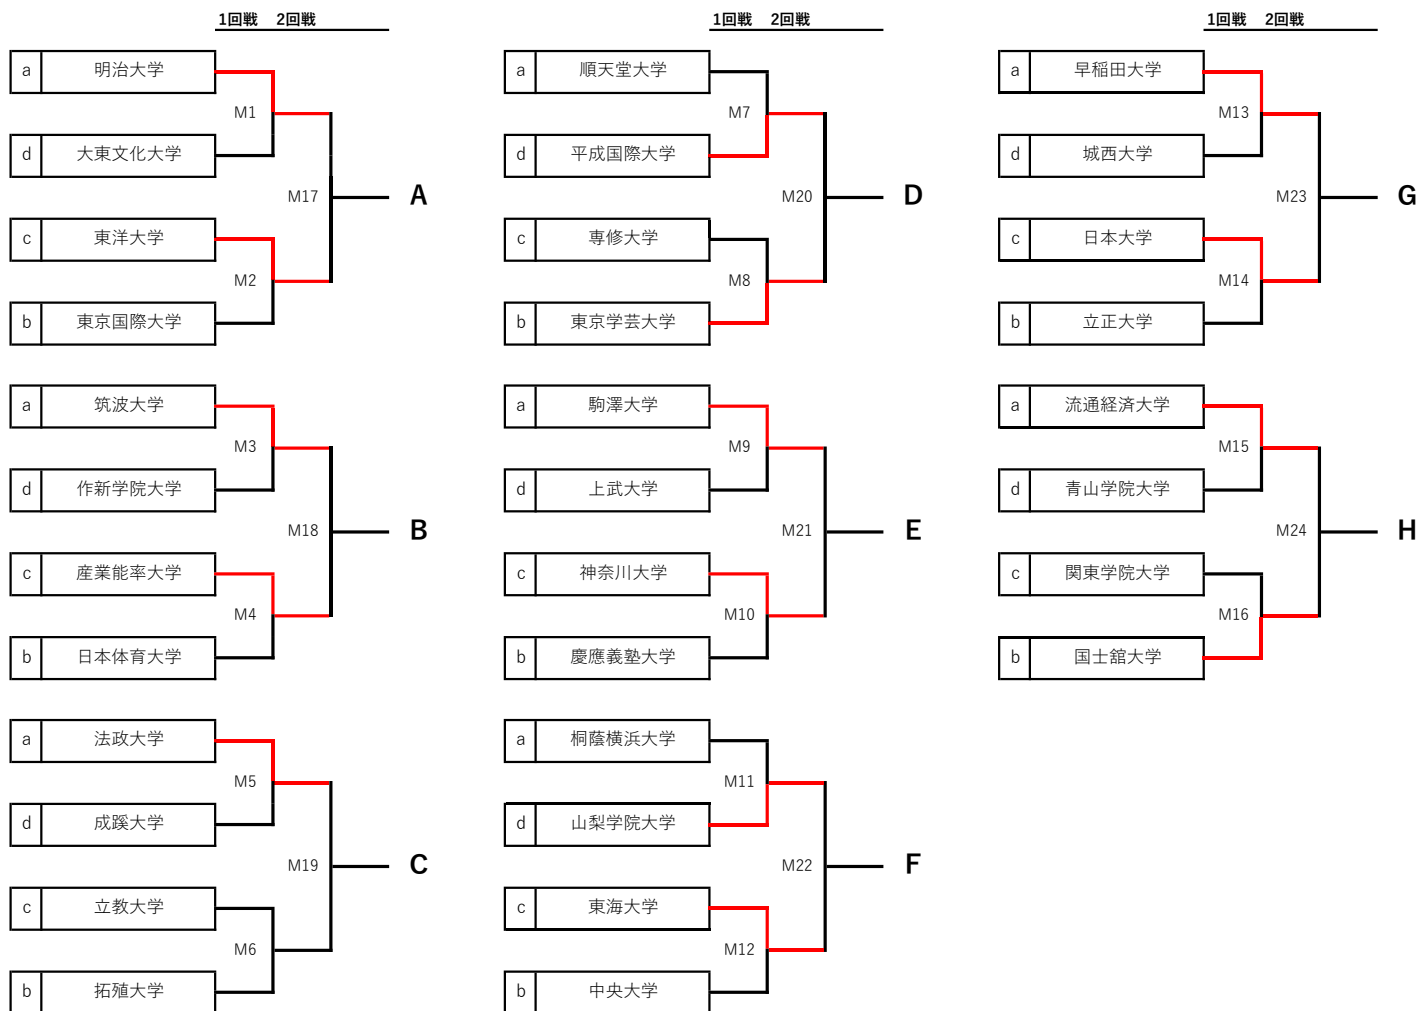 1回戦 2回戦
a 明治大学
M1
d 大東文化大学
M17 A
c 東洋大学
M2
b 東京国際大学
a 筑波大学
M3
d 作新学院大学
M18 B
c 産業能率大学
M4
b 日本体育大学
a 法政大学
M5
d 成蹊大学
M19 C
c 立教大学
M6
b 拓殖大学
1回戦 2回戦
a 順天堂大学
M7
d 平成国際大学
M20 D
c 専修大学
M8
b 東京学芸大学
a 駒澤大学
M9
d 上武大学
M21 E
c 神奈川大学
M10
b 慶應義塾大学
a 桐蔭横浜大学
M11
d 山梨学院大学
M22 F
c 東海大学
M12
b 中央大学
1回戦 2回戦
a 早稲田大学
M13
d 城西大学
M23 G
c 日本大学
M14
b 立正大学
a 流通経済大学
M15
d 青山学院大学
M24 H
c 関東学院大学
M16
b 国士舘大学